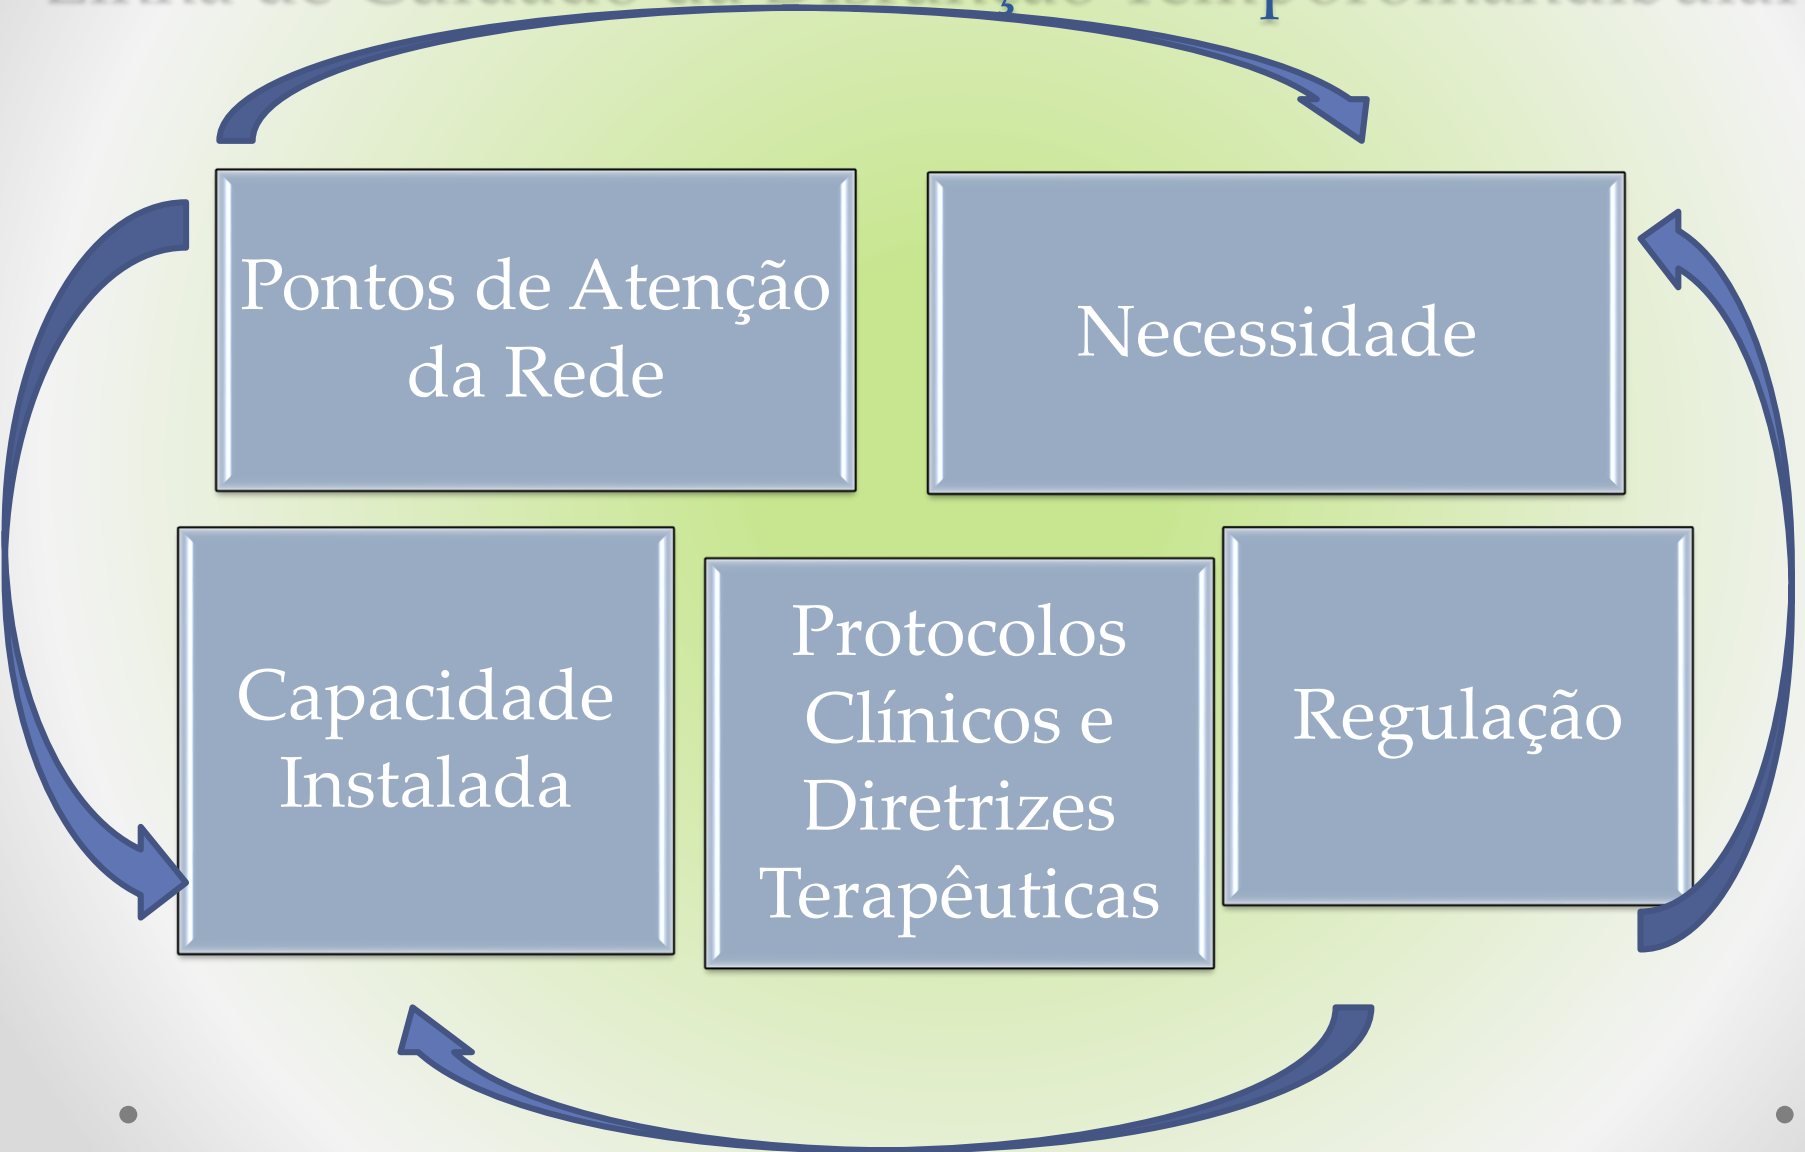 Pontos de Atenção
da Rede
Necessidade
Capacidade
Instalada
Protocolos
Clínicos e
Diretrizes
Terapêuticas
Regulação